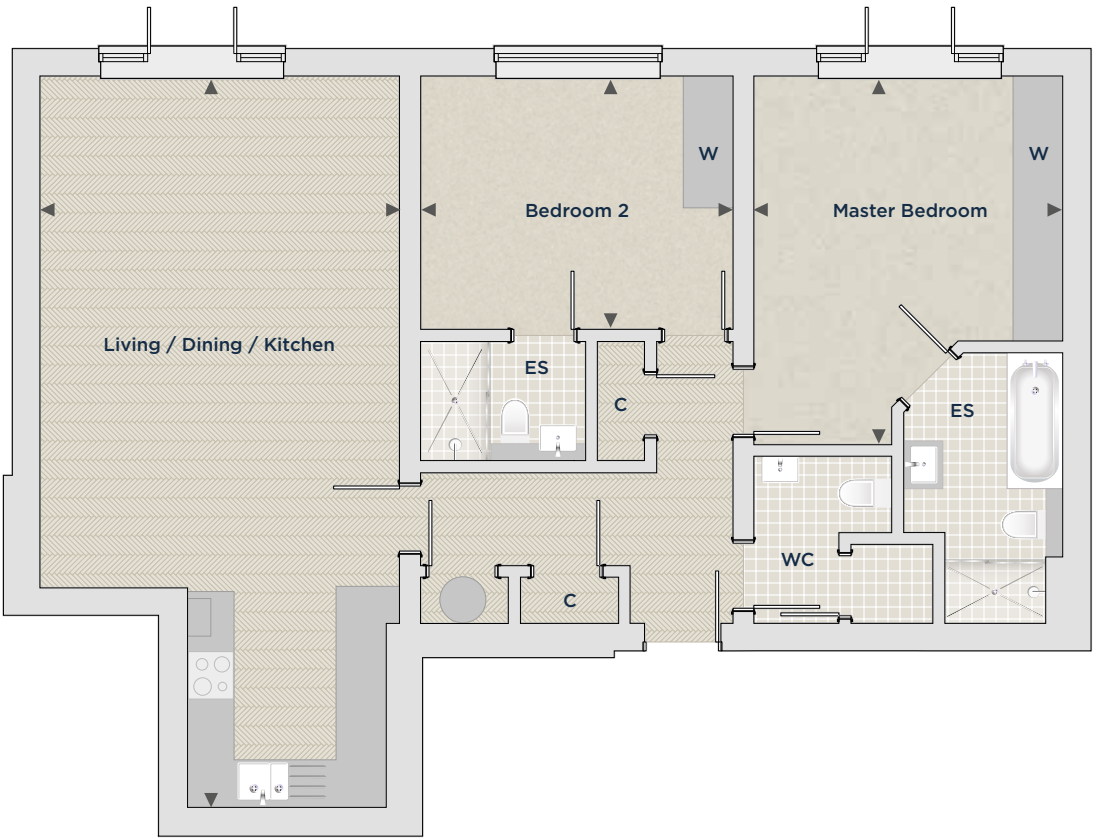 W
W
Bedroom 2
Master Bedroom
Living / Dining / Kitchen
ES
C
ES
WC
C